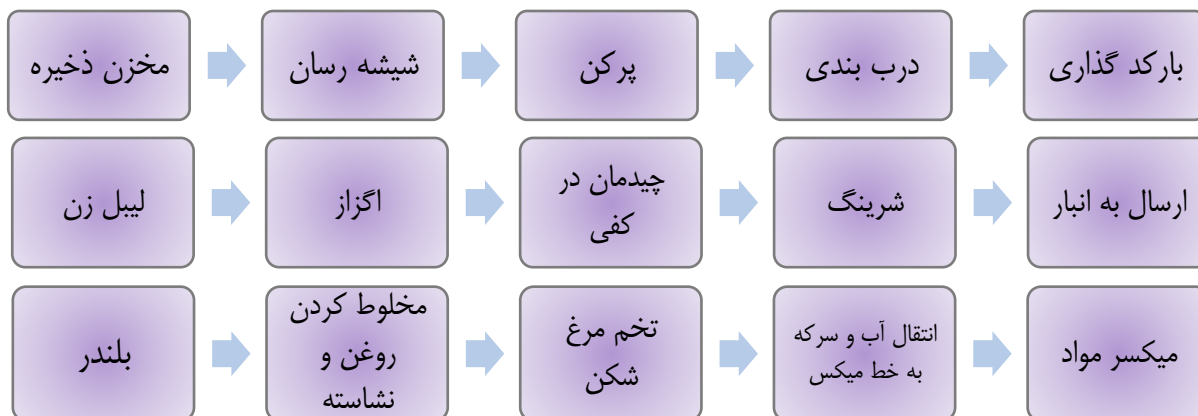 مخزن ذخیره
شیشه رسان
پرکن
درب بندی
بارکد گذاری
لیبل زن
اگزاز
چیدمان در
کفی
شرینگ
ارسال به انبار
بلندر
مخلوط کردن
روغن و
نشاسته
تخم مرغ
شکن
انتقال آب و سرکه
به خط میکس
میکسر مواد